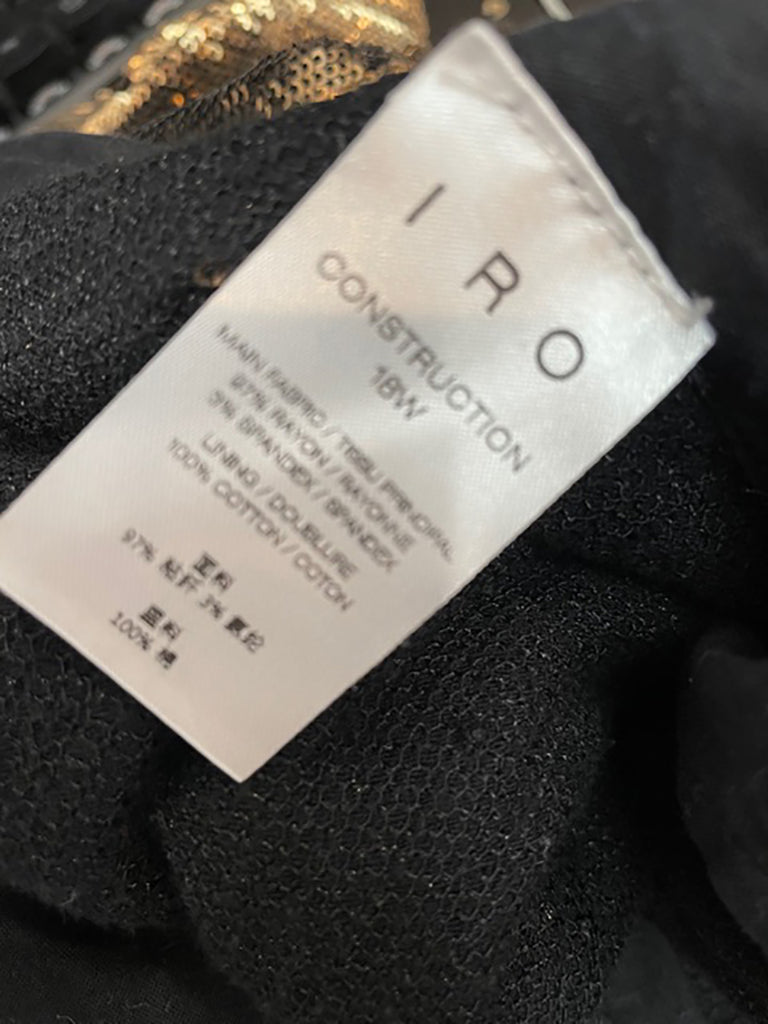 I R O
CONSTRUCTION
18W
MAIN FABRIC / TISSU PRINCIPAL
97% RAYON / RAYONNE
3% SPANDEX / SPANDEX
LINING / DOUBLURE
100% COTTON / COTON
面料
97% 粘纤 3% 氨纶
里料
100% 棉